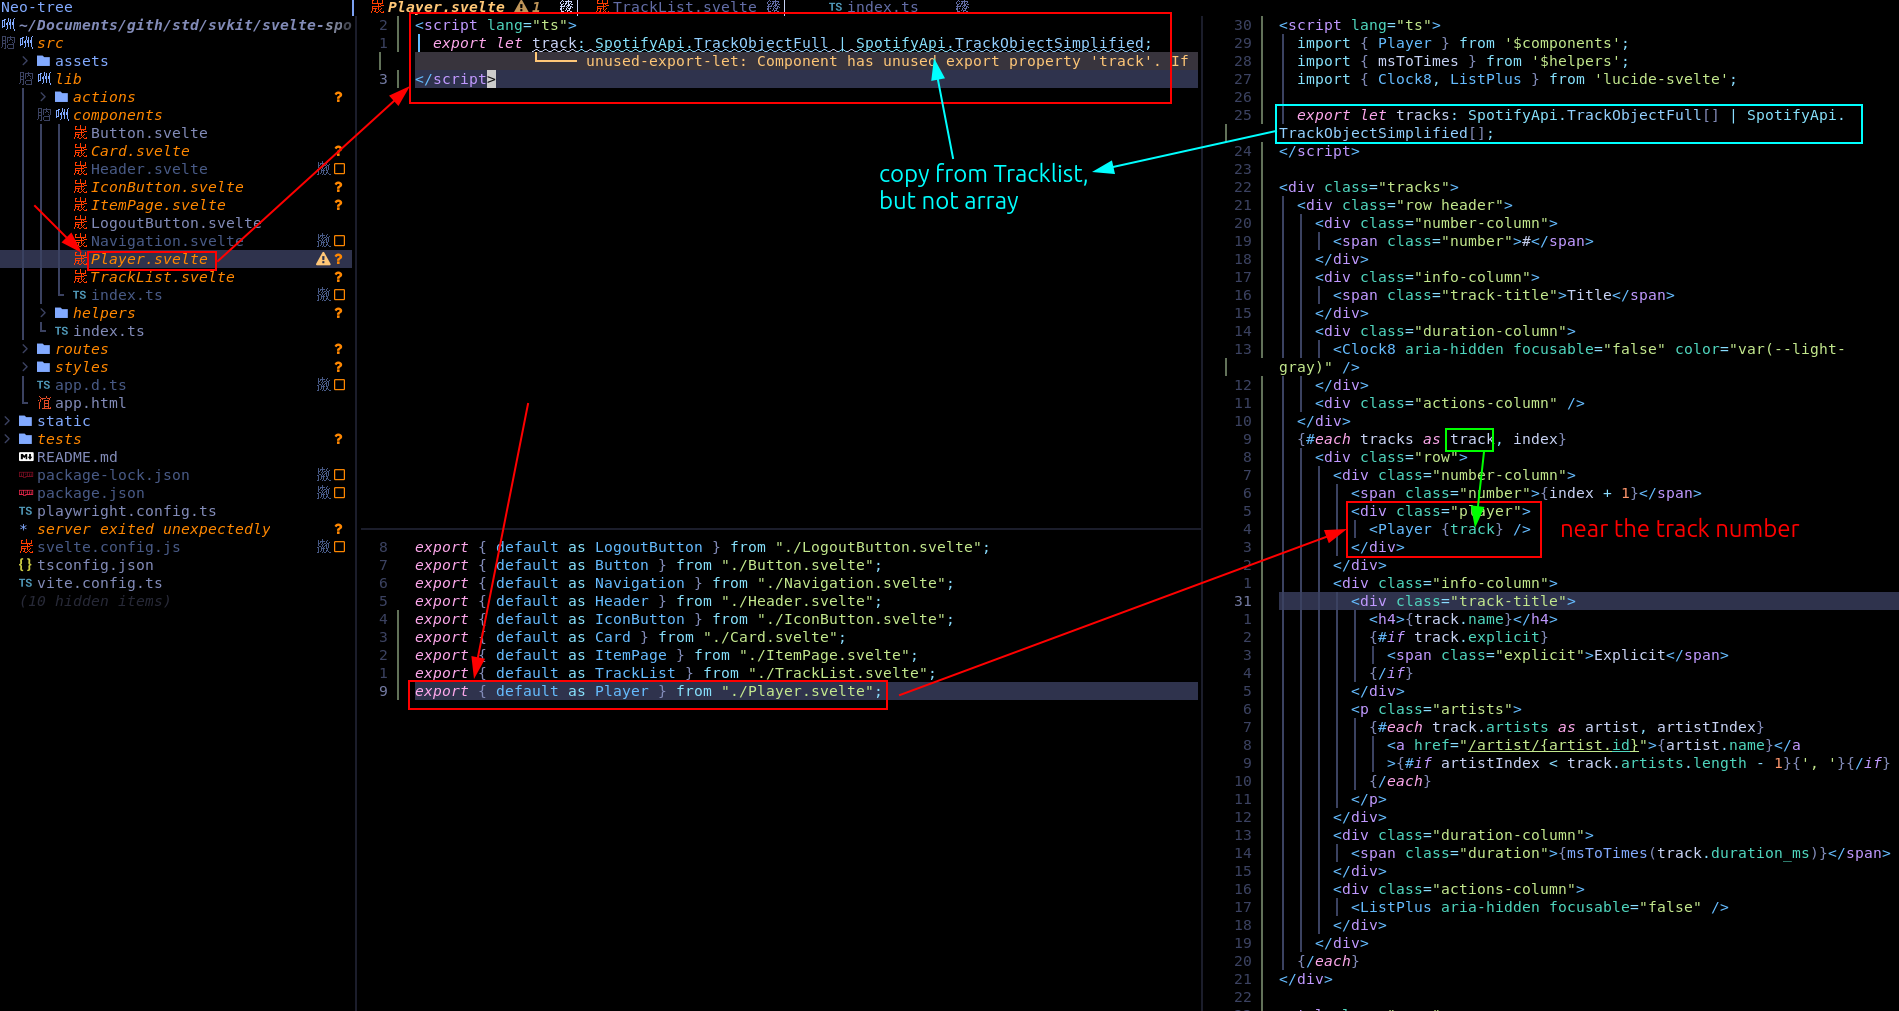 Neo-tree
~/Documents/gith/std/svkit/svelte-spo
src
assets
lib
actions ?
components
Button.svelte
Card.svelte ?
Header.svelte
IconButton.svelte ?
ItemPage.svelte ?
LogoutButton.svelte
Navigation.svelte
Player.svelte ?
TrackList.svelte ?
TS index.ts
helpers ?
TS index.ts
routes ?
styles ?
TS app.d.ts
app.html
static
tests ?
README.md
package-lock.json
package.json
TS playwright.config.ts
* server exited unexpectedly ?
svelte.config.js
{} tsconfig.json
TS vite.config.ts
(10 hidden items)
Player.svelte 1 TrackList.svelte TS index.ts
2 <script lang="ts">
1 export let track: SpotifyApi.TrackObjectFull | SpotifyApi.TrackObjectSimplified;
unused-export-let: Component has unused export property 'track'. If
3 </script>
copy from Tracklist,
but not array
8 export { default as LogoutButton } from "./LogoutButton.svelte";
7 export { default as Button } from "./Button.svelte";
6 export { default as Navigation } from "./Navigation.svelte";
5 export { default as Header } from "./Header.svelte";
4 export { default as IconButton } from "./IconButton.svelte";
3 export { default as Card } from "./Card.svelte";
2 export { default as ItemPage } from "./ItemPage.svelte";
1 export { default as TrackList } from "./TrackList.svelte";
9 export { default as Player } from "./Player.svelte";
30 <script lang="ts">
29 import { Player } from '$components';
28 import { msToTimes } from '$helpers';
27 import { Clock8, ListPlus } from 'lucide-svelte';
26
25 export let tracks: SpotifyApi.TrackObjectFull[] | SpotifyApi.
TrackObjectSimplified[];
24 </script>
23
22 <div class="tracks">
21 <div class="row header">
20 <div class="number-column">
19 <span class="number">#</span>
18 </div>
17 <div class="info-column">
16 <span class="track-title">Title</span>
15 </div>
14 <div class="duration-column">
13 <Clock8 aria-hidden focusable="false" color="var(--light-
gray)" />
12 </div>
11 <div class="actions-column" />
10 </div>
9 {#each tracks as track, index}
8 <div class="row">
7 <div class="number-column">
6 <span class="number">{index + 1}</span>
5 <div class="player">
4 <Player {track} />
3 </div>
near the track number
2 </div>
1 <div class="info-column">
31 <div class="track-title">
1 <h4>{track.name}</h4>
2 {#if track.explicit}
3 <span class="explicit">Explicit</span>
4 {/if}
5 </div>
6 <p class="artists">
7 {#each track.artists as artist, artistIndex}
8 <a href="/artist/{artist.id}">{artist.name}</a
9 >{#if artistIndex < track.artists.length - 1}{', '}{/if}
10 {/each}
11 </p>
12 </div>
13 <div class="duration-column">
14 <span class="duration">{msToTimes(track.duration_ms)}</span>
15 </div>
16 <div class="actions-column">
17 <ListPlus aria-hidden focusable="false" />
18 </div>
19 </div>
20 {/each}
21 </div>
22